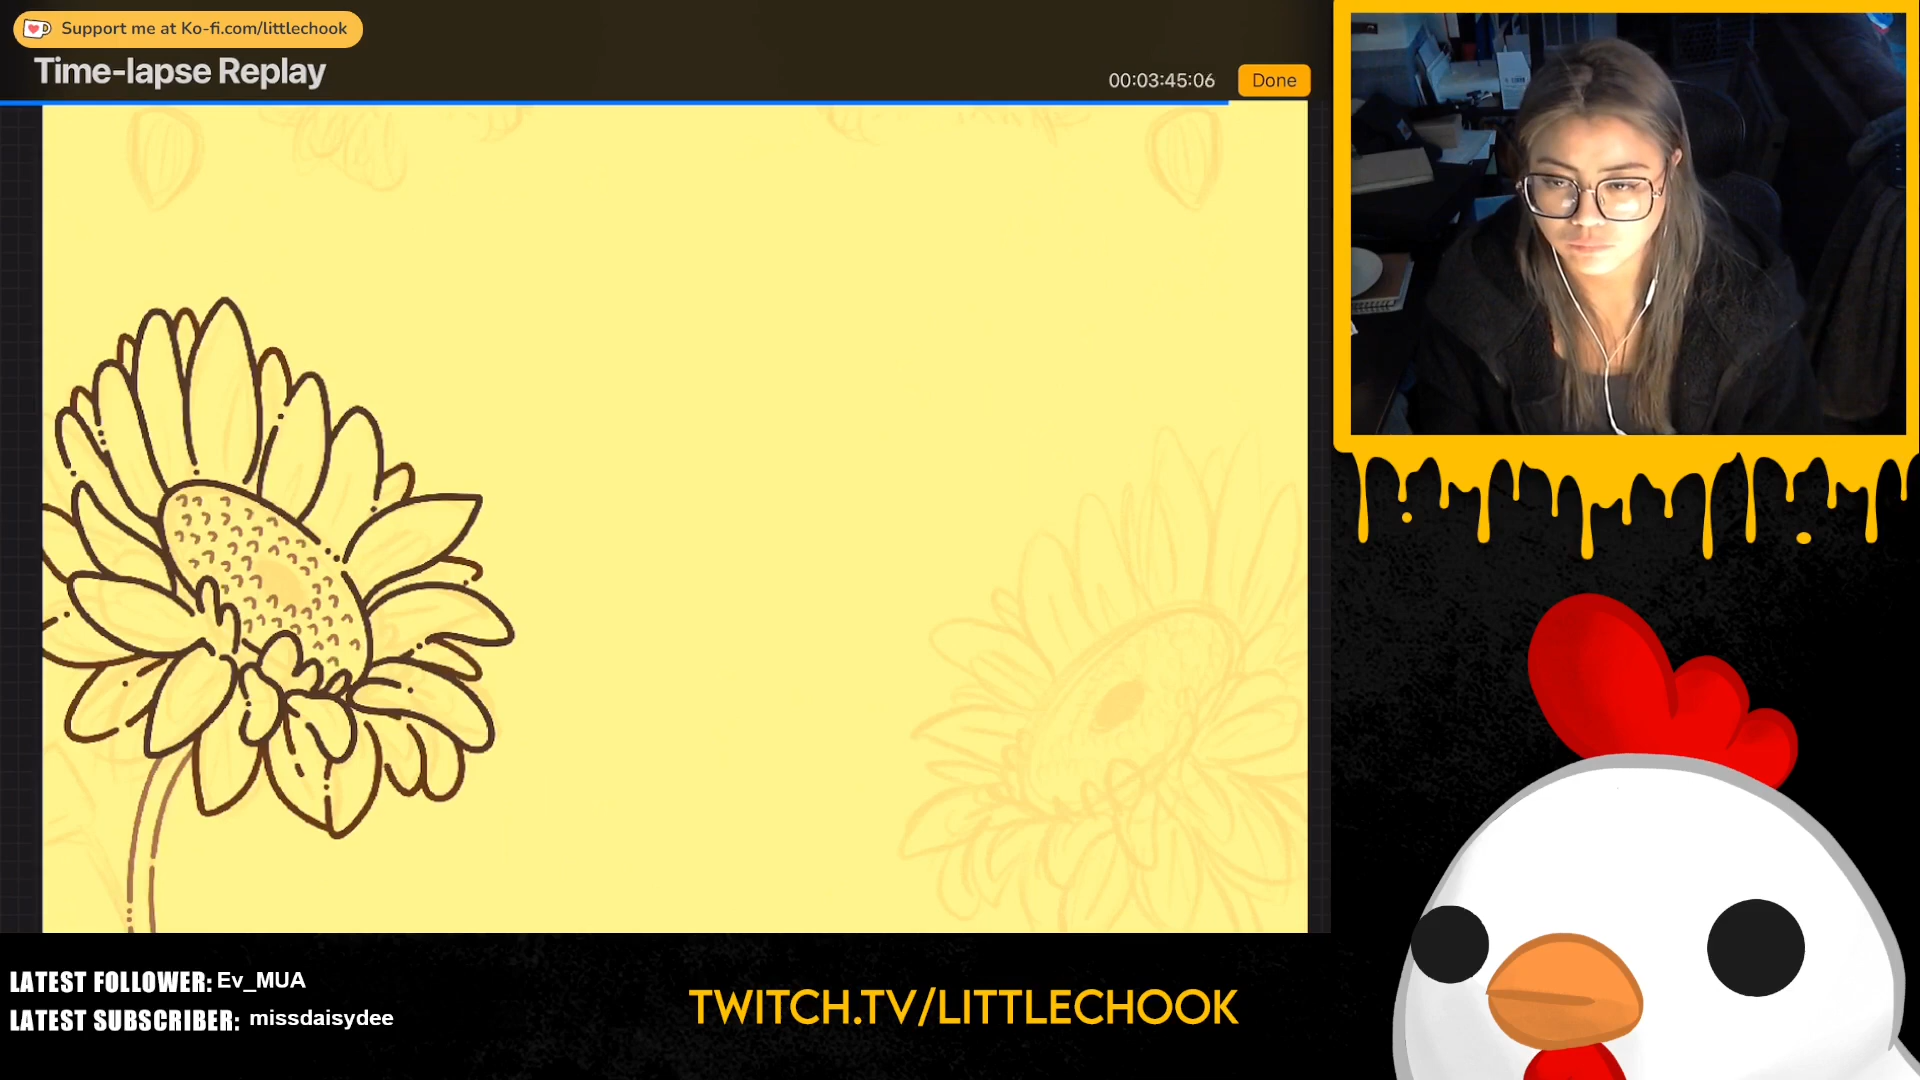 Support me at Ko-fi.com/littlechook
Time-lapse Replay
00:03:45:06
Done
LATEST FOLLOWER: Ev_MUA
LATEST SUBSCRIBER: missdaisydee
TWITCH.TV/LITTLECHOOK